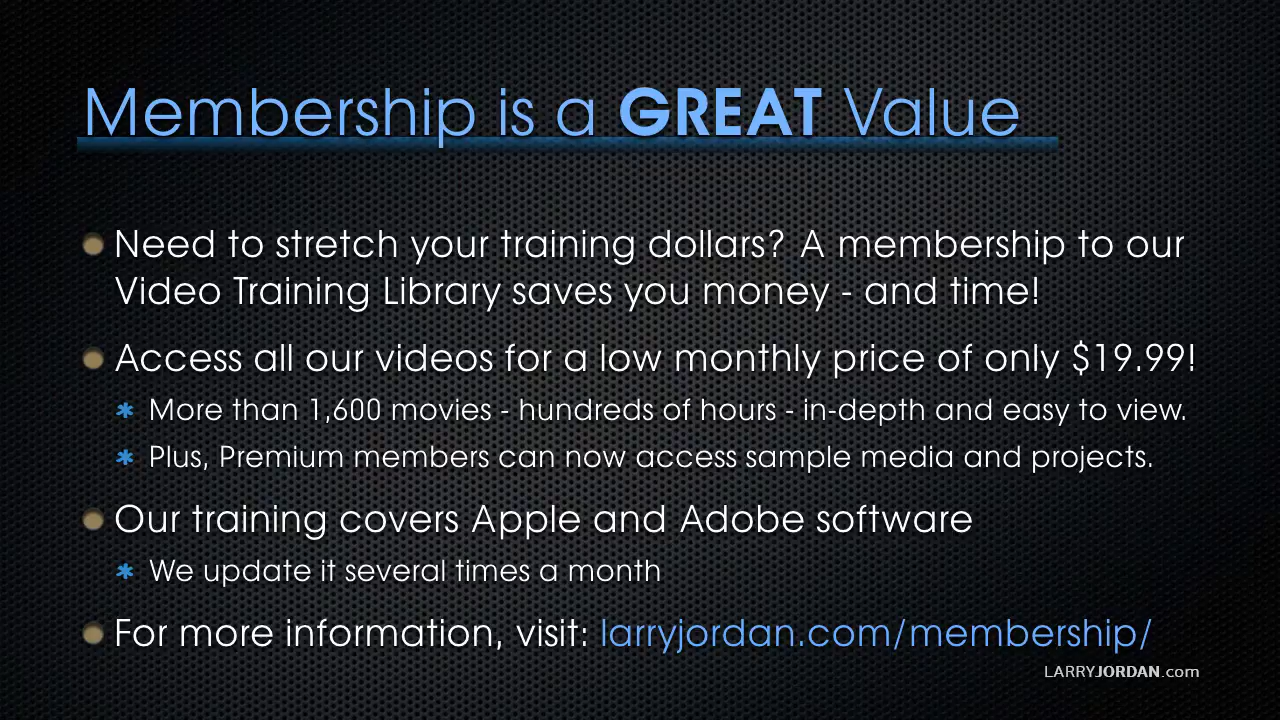 Membership is a GREAT Value
Need to stretch your training dollars? A membership to our
Video Training Library saves you money - and time!
Access all our videos for a low monthly price of only $19.99!
More than 1,600 movies - hundreds of hours - in-depth and easy to view.
Plus, Premium members can now access sample media and projects.
Our training covers Apple and Adobe software
We update it several times a month
For more information, visit: larryjordan.com/membership/
LARRYJORDAN.com